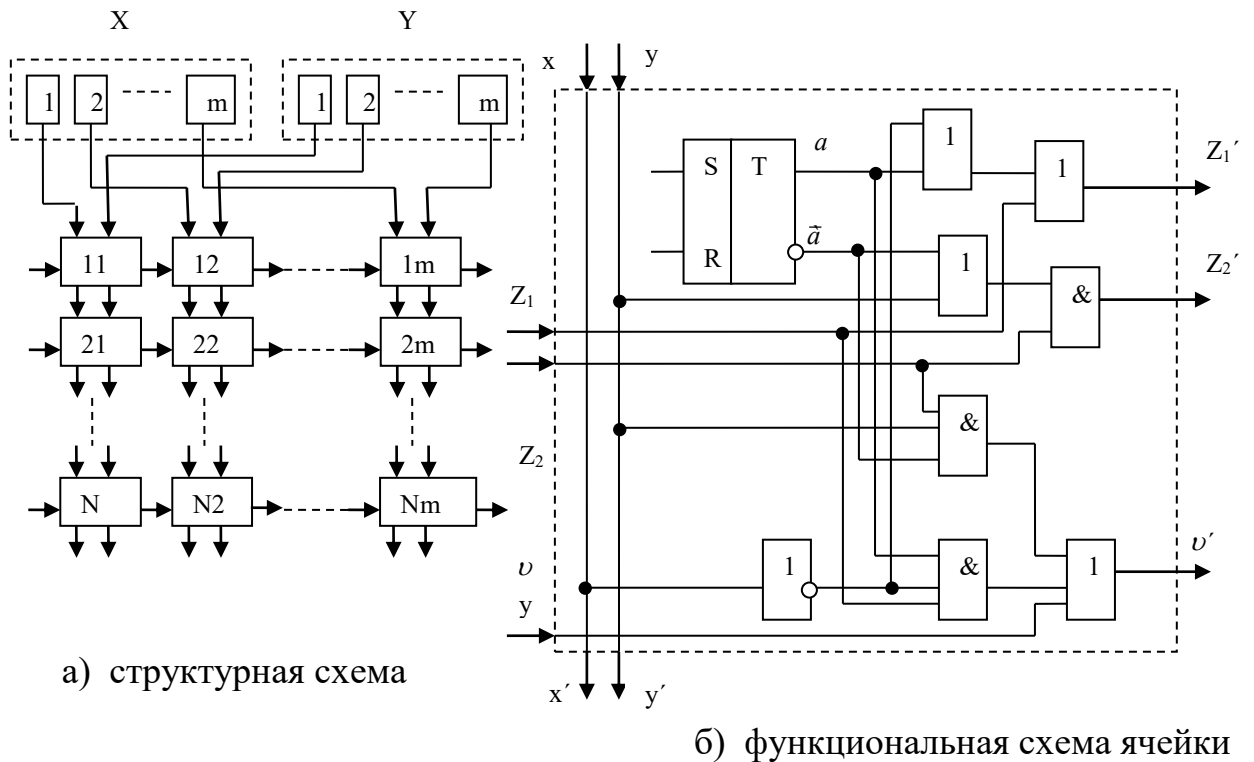 X Y
1 2 m 1 2 m
11 12 1m
21 22 2m
N N2 Nm
а) структурная схема
x y
S T
R
a
ā
1
1
Z₁´
1
&
Z₂´
Z₁
Z₂
&
υ
y
1
&
1
υ´
x´ y´
б) функциональная схема ячейки